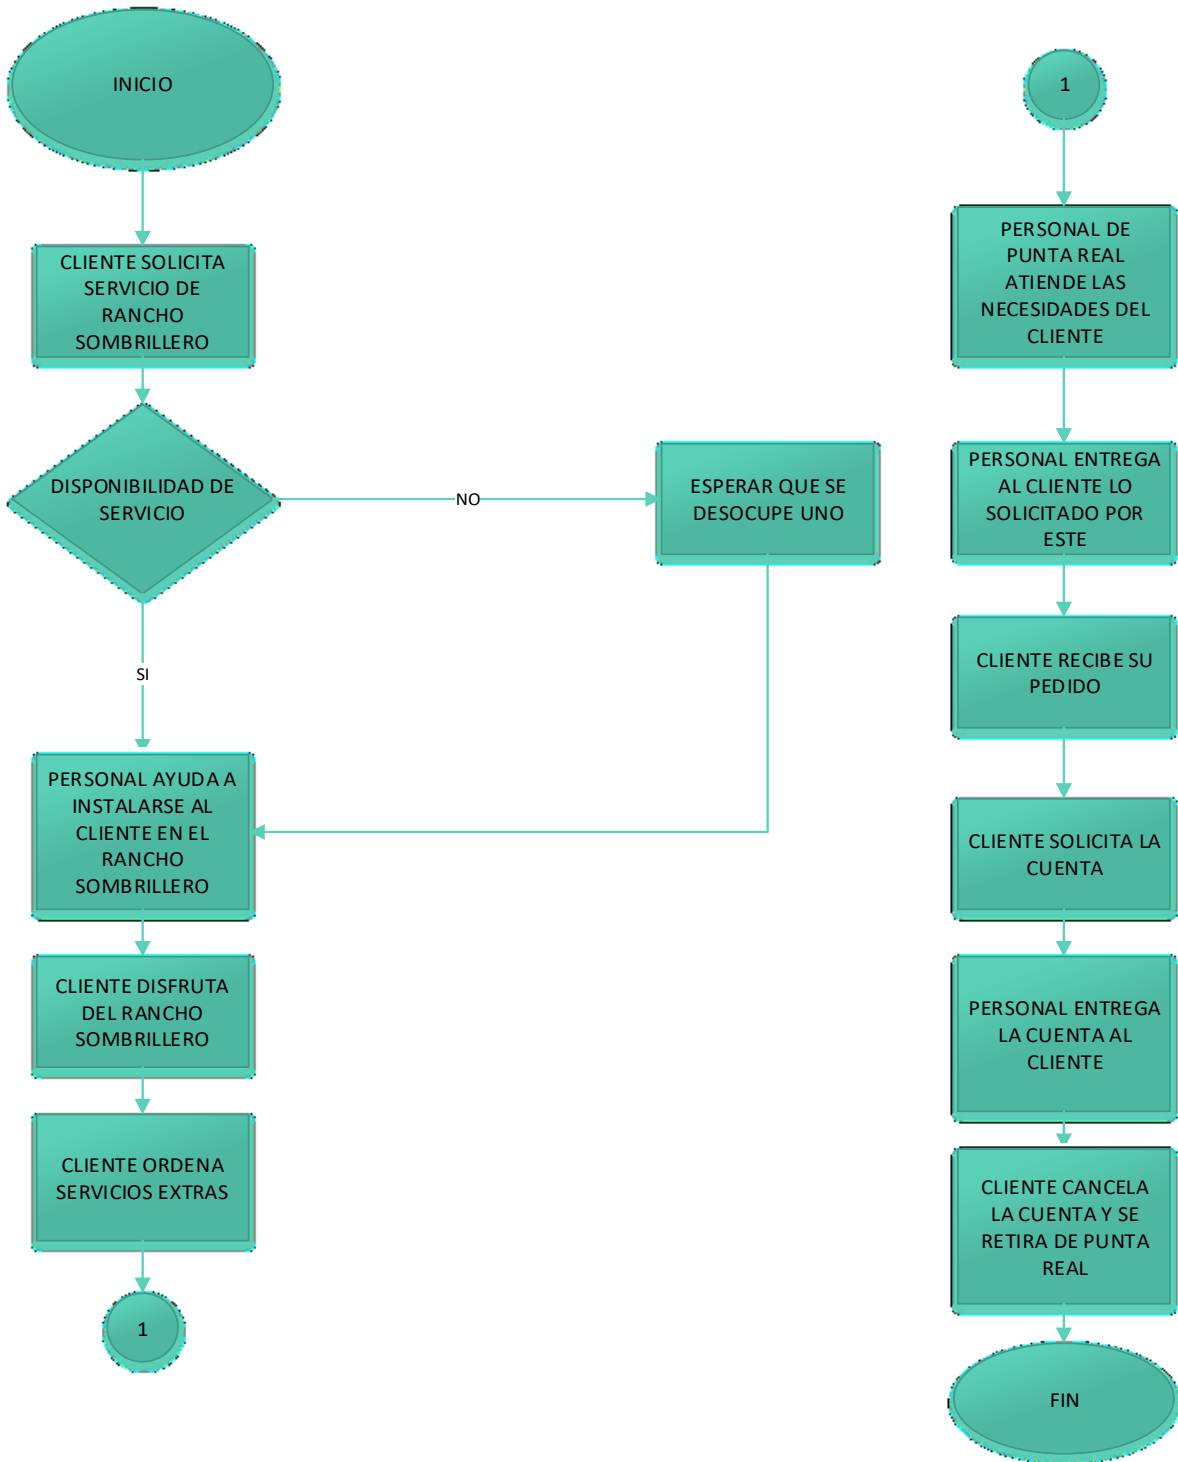 INICIO
CLIENTE SOLICITA
SERVICIO DE
RANCHO
SOMBRILLERO
DISPONIBILIDAD DE
SERVICIO
NO
ESPERAR QUE SE
DESOCUPE UNO
SI
PERSONAL AYUDA A
INSTALARSE AL
CLIENTE EN EL
RANCHO
SOMBRILLERO
CLIENTE DISFRUTA
DEL RANCHO
SOMBRILLERO
CLIENTE ORDENA
SERVICIOS EXTRAS
1
1
PERSONAL DE
PUNTA REAL
ATIENDE LAS
NECESIDADES DEL
CLIENTE
PERSONAL ENTREGA
AL CLIENTE LO
SOLICITADO POR
ESTE
CLIENTE RECIBE SU
PEDIDO
CLIENTE SOLICITA LA
CUENTA
PERSONAL ENTREGA
LA CUENTA AL
CLIENTE
CLIENTE CANCELA
LA CUENTA Y SE
RETIRA DE PUNTA
REAL
FIN